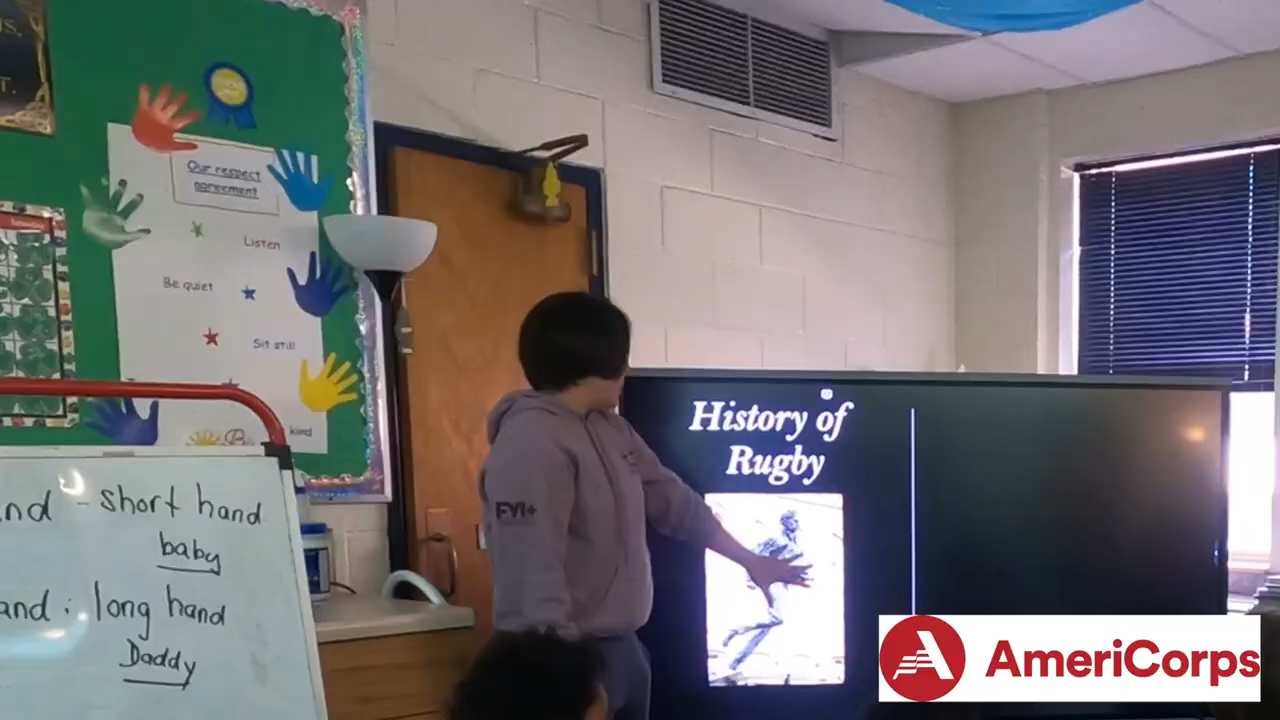 US.
T.
Our respect
agreement
Listen
Be quiet
Sit still
kind
nd - short hand
baby
and : long hand
Daddy
FYI+
History of
Rugby
AmeriCorps